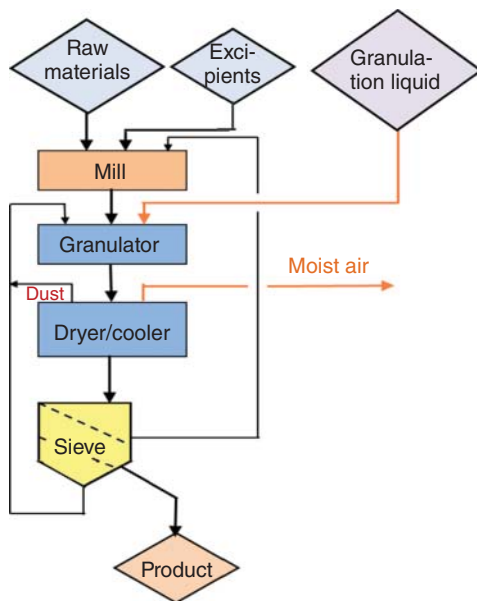 Raw
materials
Exci-
pients
Granula-
tion liquid
Mill
Granulator
Moist air
Dust
Dryer/cooler
Sieve
Product